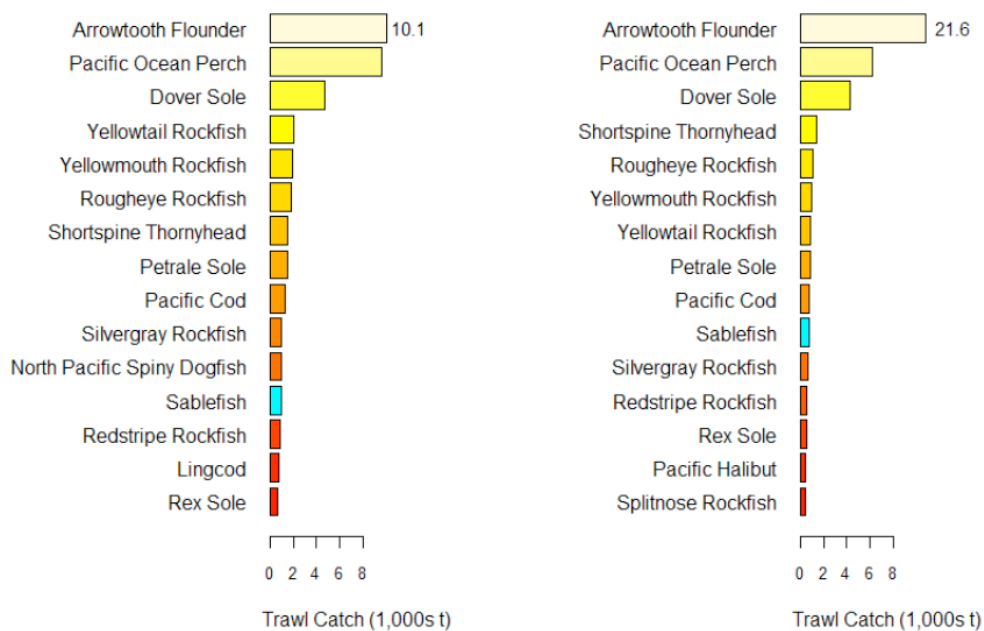 Arrowtooth Flounder 10.1
Pacific Ocean Perch
Dover Sole
Yellowtail Rockfish
Yellowmouth Rockfish
Rougheye Rockfish
Shortspine Thornyhead
Petrale Sole
Pacific Cod
Silvergray Rockfish
North Pacific Spiny Dogfish
Sablefish
Redstripe Rockfish
Lingcod
Rex Sole
0 2 4 6 8
Trawl Catch (1,000s t)
Arrowtooth Flounder 21.6
Pacific Ocean Perch
Dover Sole
Shortspine Thornyhead
Rougheye Rockfish
Yellowmouth Rockfish
Yellowtail Rockfish
Petrale Sole
Pacific Cod
Sablefish
Silvergray Rockfish
Redstripe Rockfish
Rex Sole
Pacific Halibut
Splitnose Rockfish
0 2 4 6 8
Trawl Catch (1,000s t)